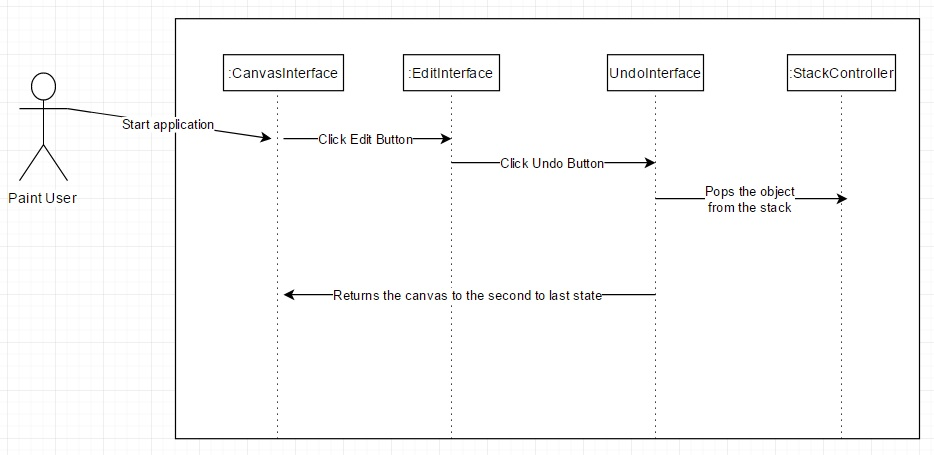 :CanvasInterface
:EditInterface
UndoInterface
:StackController
Start application
Click Edit Button
Click Undo Button
Pops the object
from the stack
Paint User
Returns the canvas to the second to last state